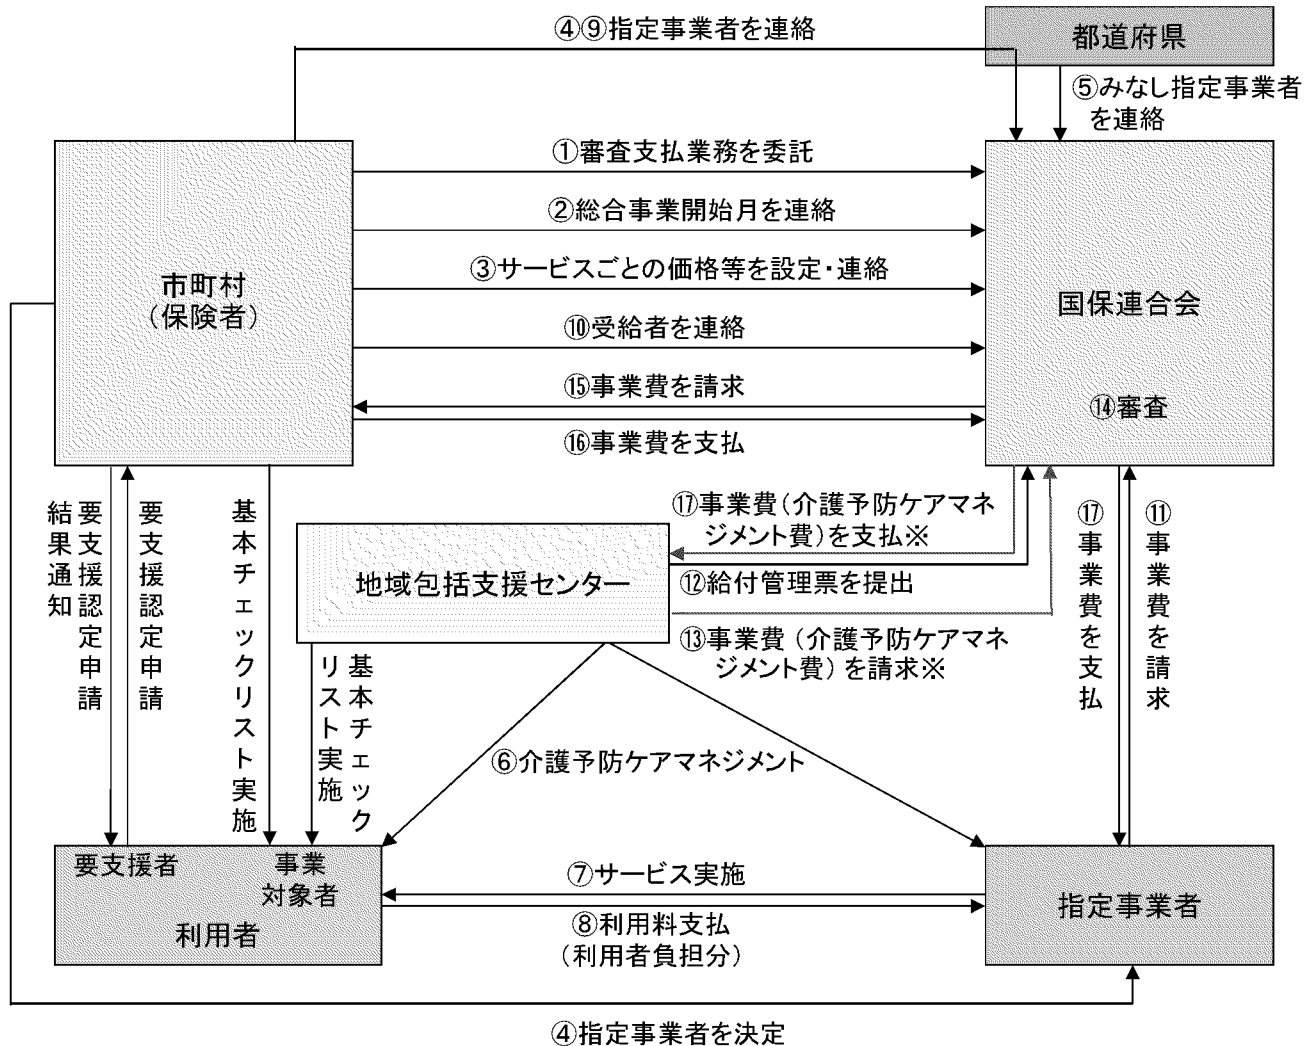 ④⑨指定事業者を連絡
都道府県
⑤みなし指定事業者
を連絡
①審査支払業務を委託
②総合事業開始月を連絡
③サービスごとの価格等を設定・連絡
市町村
（保険者）
国保連合会
⑩受給者を連絡
⑮事業費を請求
⑭審査
⑯事業費を支払
要支援認定申請
結果通知
要支援認定申請
基本チェックリスト実施
⑰事業費（介護予防ケアマネ
ジメント費）を支払※
地域包括支援センター
⑫給付管理票を提出
⑬事業費（介護予防ケアマネ
ジメント費）を請求※
⑰事業費を支払
⑪事業費を請求
基本チェック
リスト実施
⑥介護予防ケアマネジメント
要支援者
事業
対象者
利用者
⑦サービス実施
⑧利用料支払
（利用者負担分）
指定事業者
④指定事業者を決定